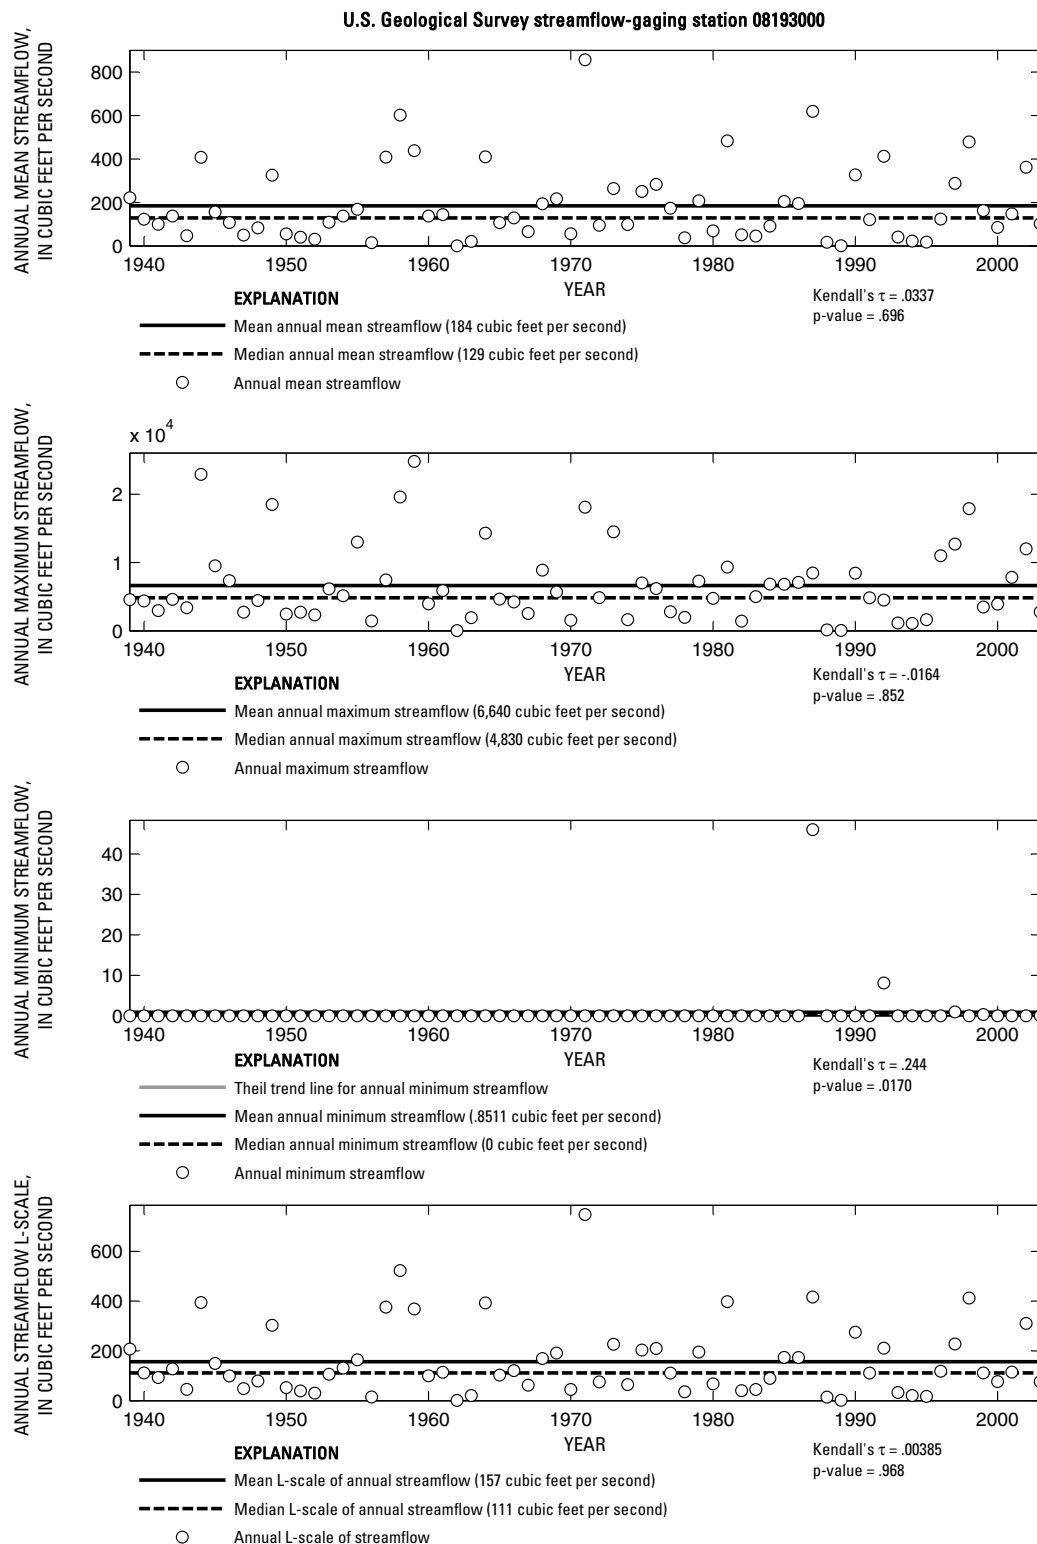 U.S. Geological Survey streamflow-gaging station 08193000
ANNUAL MEAN STREAMFLOW,
IN CUBIC FEET PER SECOND
800
600
400
200
0
1940 1950 1960 1970 1980 1990 2000
YEAR
Kendall's τ = .0337
p-value = .696
EXPLANATION
Mean annual mean streamflow (184 cubic feet per second)
Median annual mean streamflow (129 cubic feet per second)
Annual mean streamflow
ANNUAL MAXIMUM STREAMFLOW,
IN CUBIC FEET PER SECOND
x 10^4
2
1
0
1940 1950 1960 1970 1980 1990 2000
YEAR
Kendall's τ = -.0164
p-value = .852
EXPLANATION
Mean annual maximum streamflow (6,640 cubic feet per second)
Median annual maximum streamflow (4,830 cubic feet per second)
Annual maximum streamflow
ANNUAL MINIMUM STREAMFLOW,
IN CUBIC FEET PER SECOND
40
30
20
10
0
1940 1950 1960 1970 1980 1990 2000
YEAR
Kendall's τ = .244
p-value = .0170
EXPLANATION
Theil trend line for annual minimum streamflow
Mean annual minimum streamflow (.8511 cubic feet per second)
Median annual minimum streamflow (0 cubic feet per second)
Annual minimum streamflow
ANNUAL STREAMFLOW L-SCALE,
IN CUBIC FEET PER SECOND
600
400
200
0
1940 1950 1960 1970 1980 1990 2000
YEAR
Kendall's τ = .00385
p-value = .968
EXPLANATION
Mean L-scale of annual streamflow (157 cubic feet per second)
Median L-scale of annual streamflow (111 cubic feet per second)
Annual L-scale of streamflow